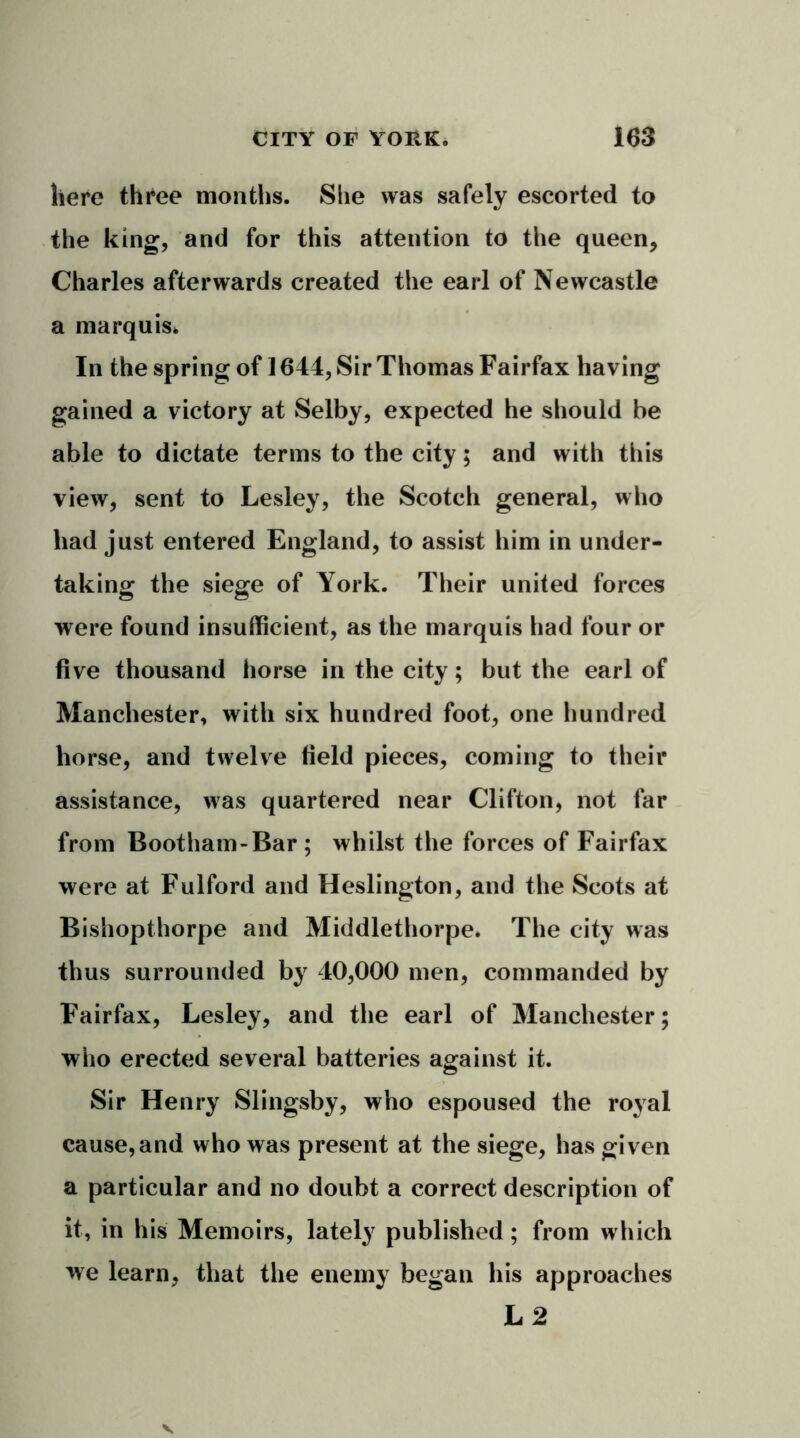 CITY OF YORK. 163
here three months. She was safely escorted to
the king, and for this attention to the queen,
Charles afterwards created the earl of Newcastle
a marquis.
In the spring of 1644, Sir Thomas Fairfax having
gained a victory at Selby, expected he should be
able to dictate terms to the city; and with this
view, sent to Lesley, the Scotch general, who
had just entered England, to assist him in under-
taking the siege of York. Their united forces
were found insufficient, as the marquis had four or
five thousand horse in the city; but the earl of
Manchester, with six hundred foot, one hundred
horse, and twelve field pieces, coming to their
assistance, was quartered near Clifton, not far
from Bootham-Bar; whilst the forces of Fairfax
were at Fulford and Heslington, and the Scots at
Bishopthorpe and Middlethorpe. The city was
thus surrounded by 40,000 men, commanded by
Fairfax, Lesley, and the earl of Manchester;
who erected several batteries against it.
Sir Henry Slingsby, who espoused the royal
cause, and who was present at the siege, has given
a particular and no doubt a correct description of
it, in his Memoirs, lately published; from which
we learn, that the enemy began his approaches
L 2